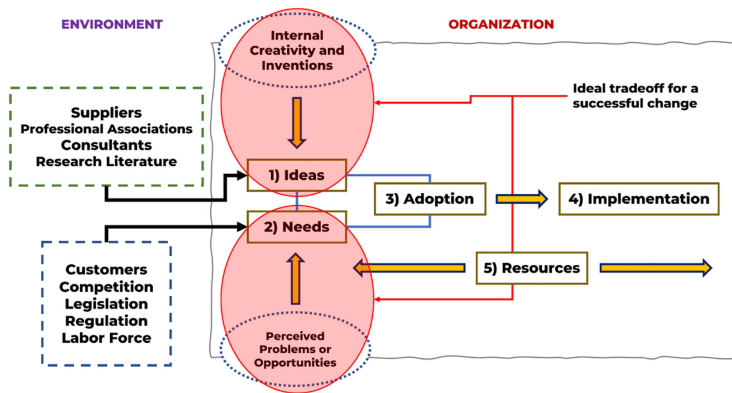 ENVIRONMENT
ORGANIZATION
Internal
Creativity and
Inventions
Ideal tradeoff for a
successful change
Suppliers
Professional Associations
Consultants
Research Literature
1) Ideas
3) Adoption
4) Implementation
2) Needs
Customers
Competition
Legislation
Regulation
Labor Force
5) Resources
Perceived
Problems or
Opportunities